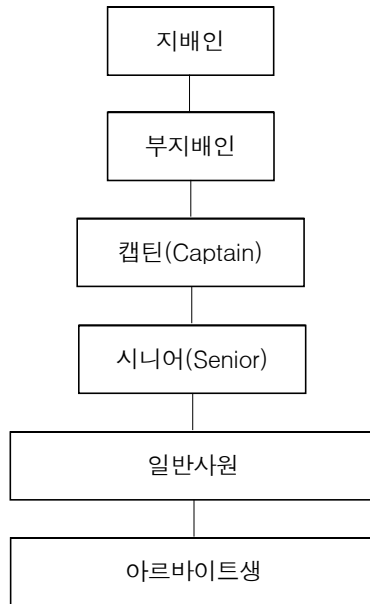 지배인
부지배인
캡틴(Captain)
시니어(Senior)
일반사원
아르바이트생